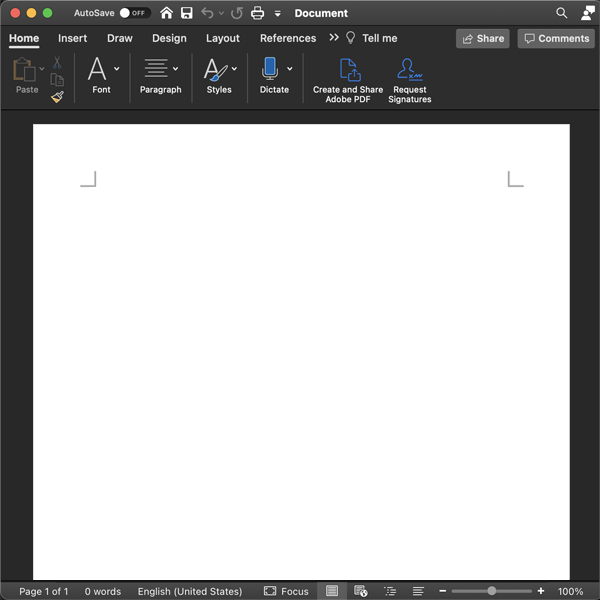 AutoSave OFF Document
Home Insert Draw Design Layout References Tell me Share Comments
Paste Font Paragraph Styles Dictate Create and Share Adobe PDF Request Signatures
Page 1 of 1 0 words English (United States) Focus 100%